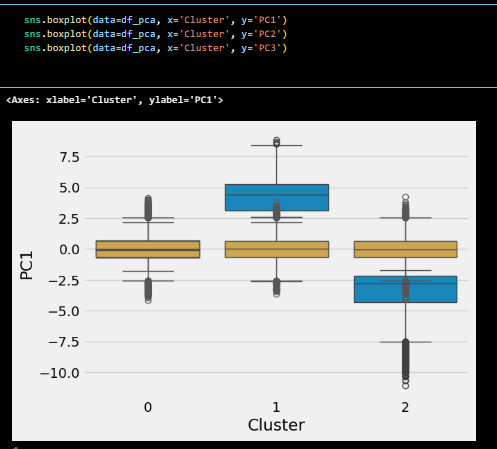 sns.boxplot(data=df_pca, x='Cluster', y='PC1')
sns.boxplot(data=df_pca, x='Cluster', y='PC2')
sns.boxplot(data=df_pca, x='Cluster', y='PC3')
<Axes: xlabel='Cluster', ylabel='PC1'>
7.5
5.0
2.5
0.0
−2.5
−5.0
−7.5
−10.0
PC1
0 1 2
Cluster